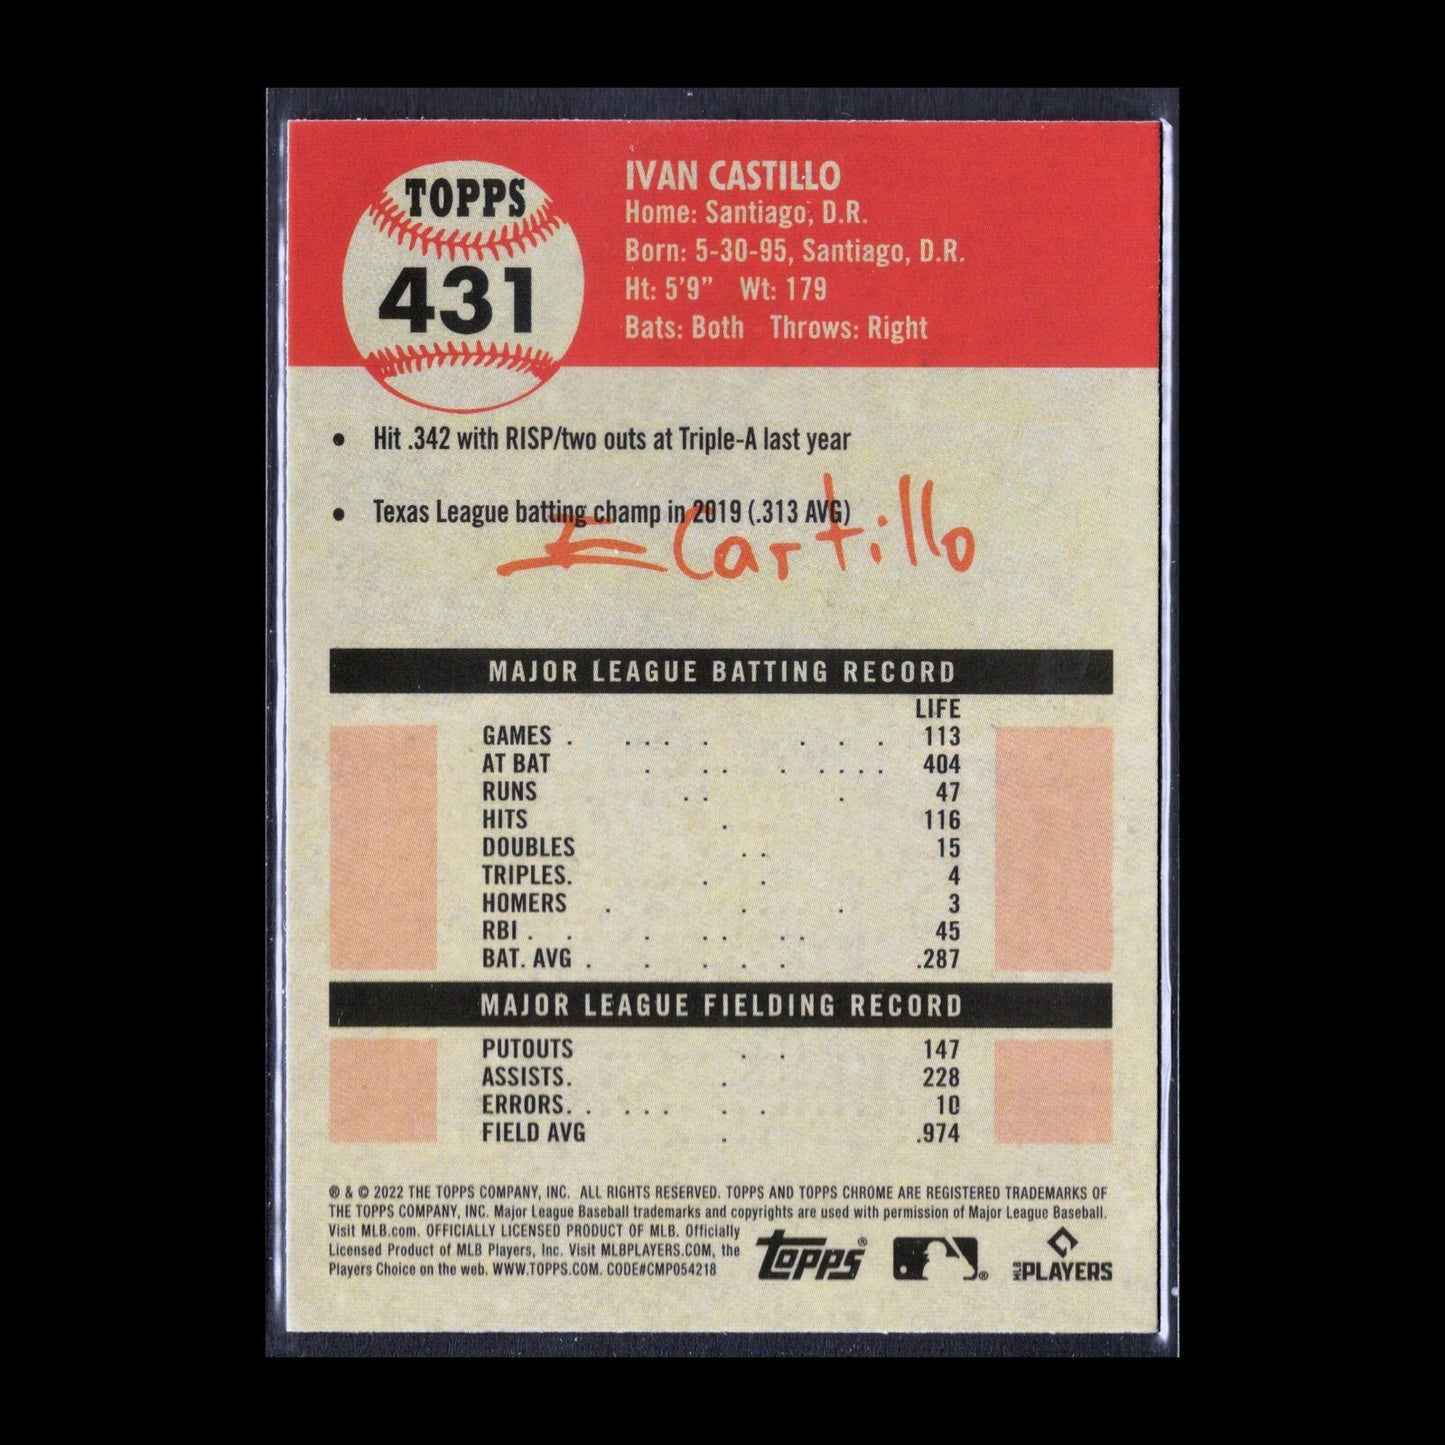 TOPPS
431
IVAN CASTILLO
Home: Santiago, D.R.
Born: 5-30-95, Santiago, D.R.
Ht: 5'9" Wt: 179
Bats: Both Throws: Right
• Hit .342 with RISP/two outs at Triple-A last year
• Texas League batting champ in 2019 (.313 AVG)
I Castillo
MAJOR LEAGUE BATTING RECORD
LIFE
GAMES . . . . . . . . . 113
AT BAT . . . . . . . . 404
RUNS . . . 47
HITS . 116
DOUBLES . . 15
TRIPLES. . . 4
HOMERS . . . 3
RBI . . . . . . . 45
BAT. AVG . . . . . .287
MAJOR LEAGUE FIELDING RECORD
PUTOUTS . . 147
ASSISTS. . 228
ERRORS. . . . . . . 10
FIELD AVG . .974
® & © 2022 THE TOPPS COMPANY, INC. ALL RIGHTS RESERVED. TOPPS AND TOPPS CHROME ARE REGISTERED TRADEMARKS OF
THE TOPPS COMPANY, INC. Major League Baseball trademarks and copyrights are used with permission of Major League Baseball.
Visit MLB.com. OFFICIALLY LICENSED PRODUCT OF MLB. Officially
Licensed Product of MLB Players, Inc. Visit MLBPLAYERS.COM, the
Players Choice on the web. WWW.TOPPS.COM. CODE#CMP054218
Topps®
®
MLB PLAYERS